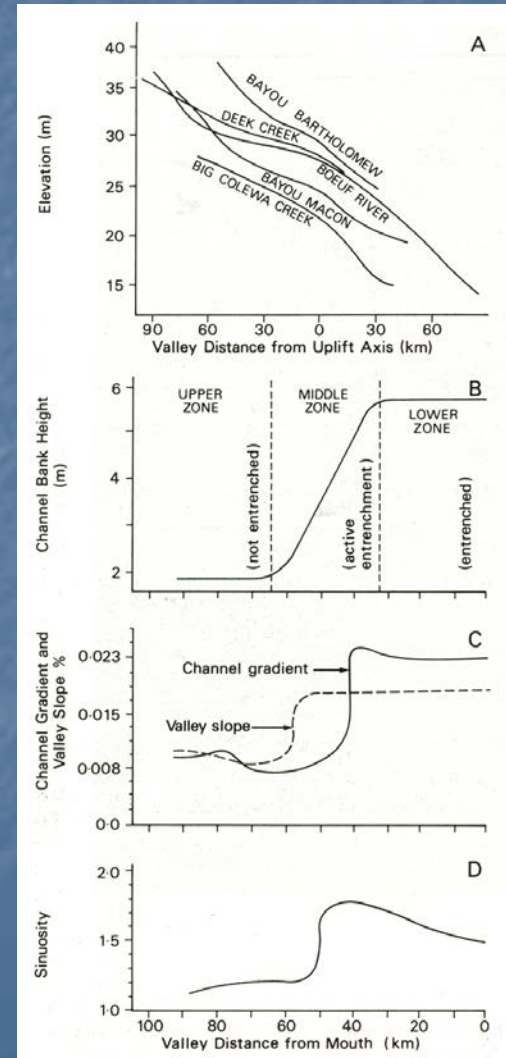 A
40
35
30
25
20
15
Elevation (m)
BAYOU BARTHOLOMEW
DEEK CREEK
BOEUF RIVER
BAYOU MACON
BIG COLEWA CREEK
90 60 30 0 30 60
Valley Distance from Uplift Axis (km)
B
6
4
2
Channel Bank Height
(m)
UPPER
ZONE
MIDDLE
ZONE
LOWER
ZONE
(not entrenched)
(active
entrenchment)
(entrenched)
C
0·023
0·015
0·008
0·0
Channel Gradient and
Valley Slope %
Channel gradient
Valley slope
D
2·0
1·5
1·0
Sinuosity
100 80 60 40 20 0
Valley Distance from Mouth (km)